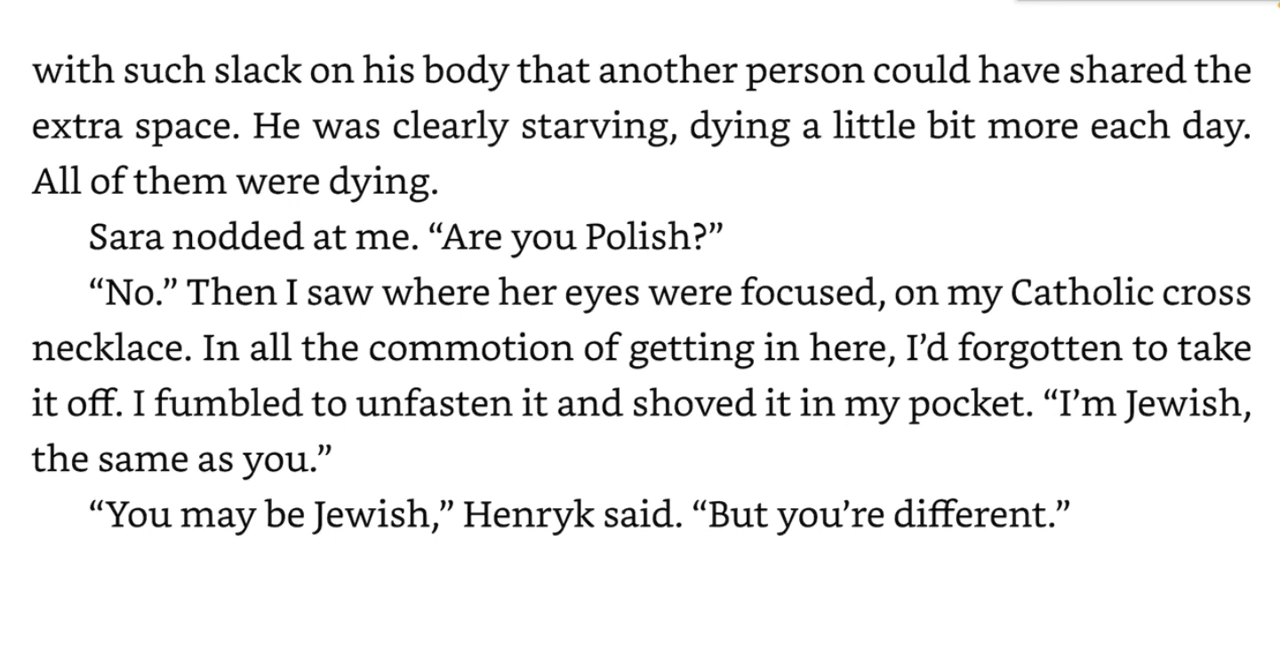 with such slack on his body that another person could have shared the
extra space. He was clearly starving, dying a little bit more each day.
All of them were dying.
Sara nodded at me. “Are you Polish?”
“No.” Then I saw where her eyes were focused, on my Catholic cross
necklace. In all the commotion of getting in here, I’d forgotten to take
it off. I fumbled to unfasten it and shoved it in my pocket. “I’m Jewish,
the same as you.”
“You may be Jewish,” Henryk said. “But you’re different.”